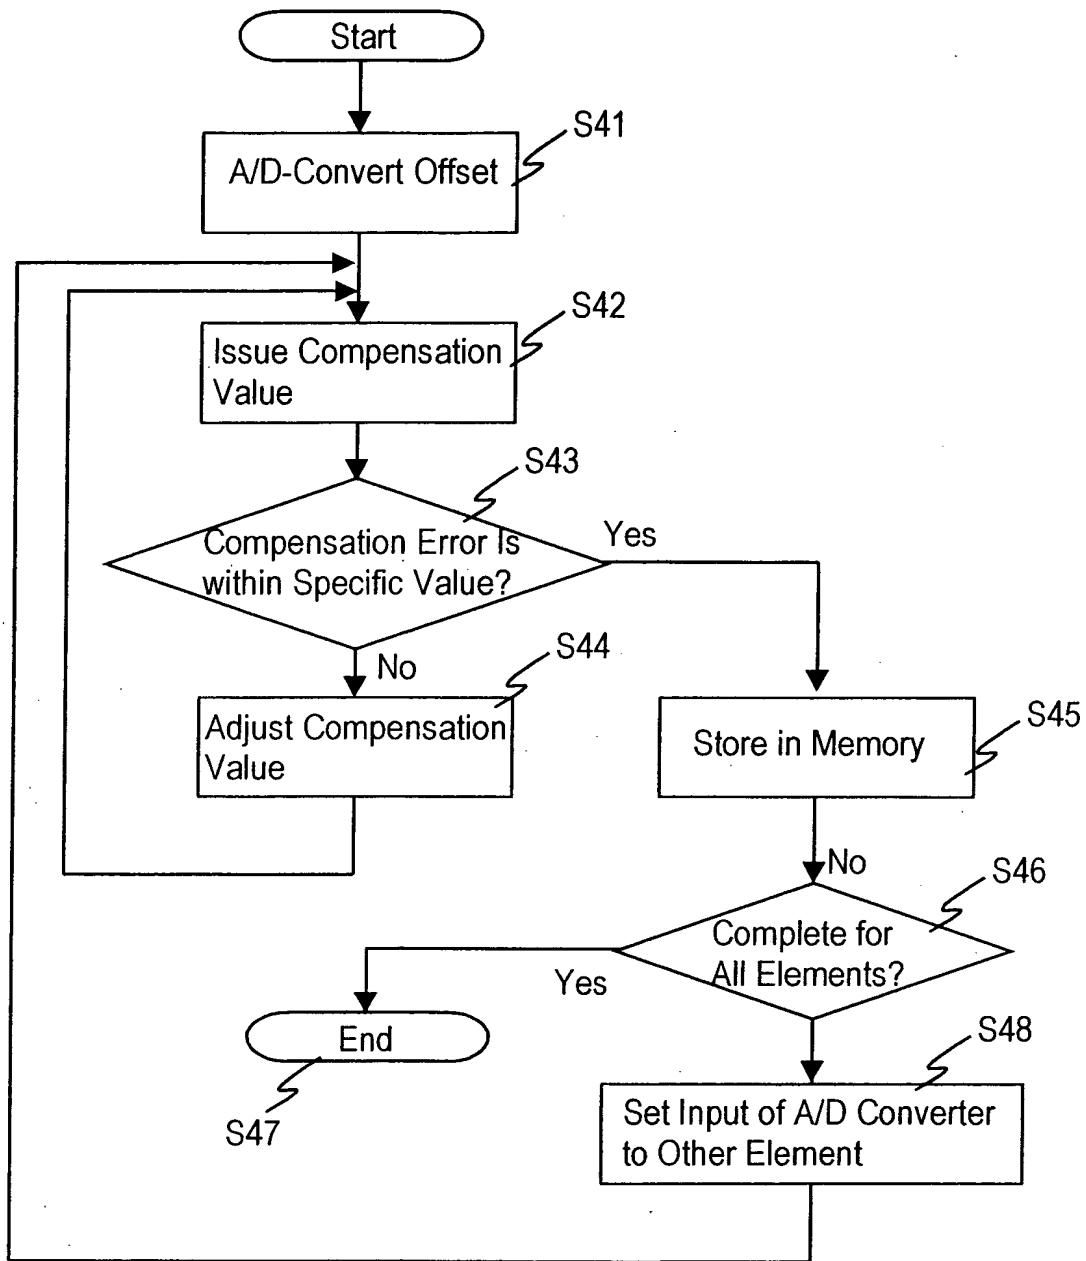 Start
S41
A/D-Convert Offset
S42
Issue Compensation
Value
S43
Compensation Error Is
within Specific Value?
Yes
No
S44
Adjust Compensation
Value
S45
Store in Memory
No
S46
Complete for
All Elements?
Yes
End
S47
S48
Set Input of A/D Converter
to Other Element